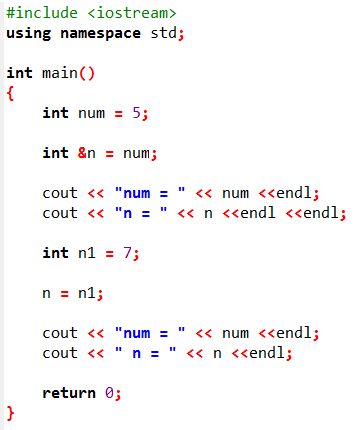 #include <iostream>
using namespace std;
int main()
{
    int num = 5;
    int &n = num;
    cout << "num = " << num <<endl;
    cout << "n = " << n <<endl <<endl;
    int n1 = 7;
    n = n1;
    cout << "num = " << num <<endl;
    cout << " n = " << n <<endl;
    return 0;
}